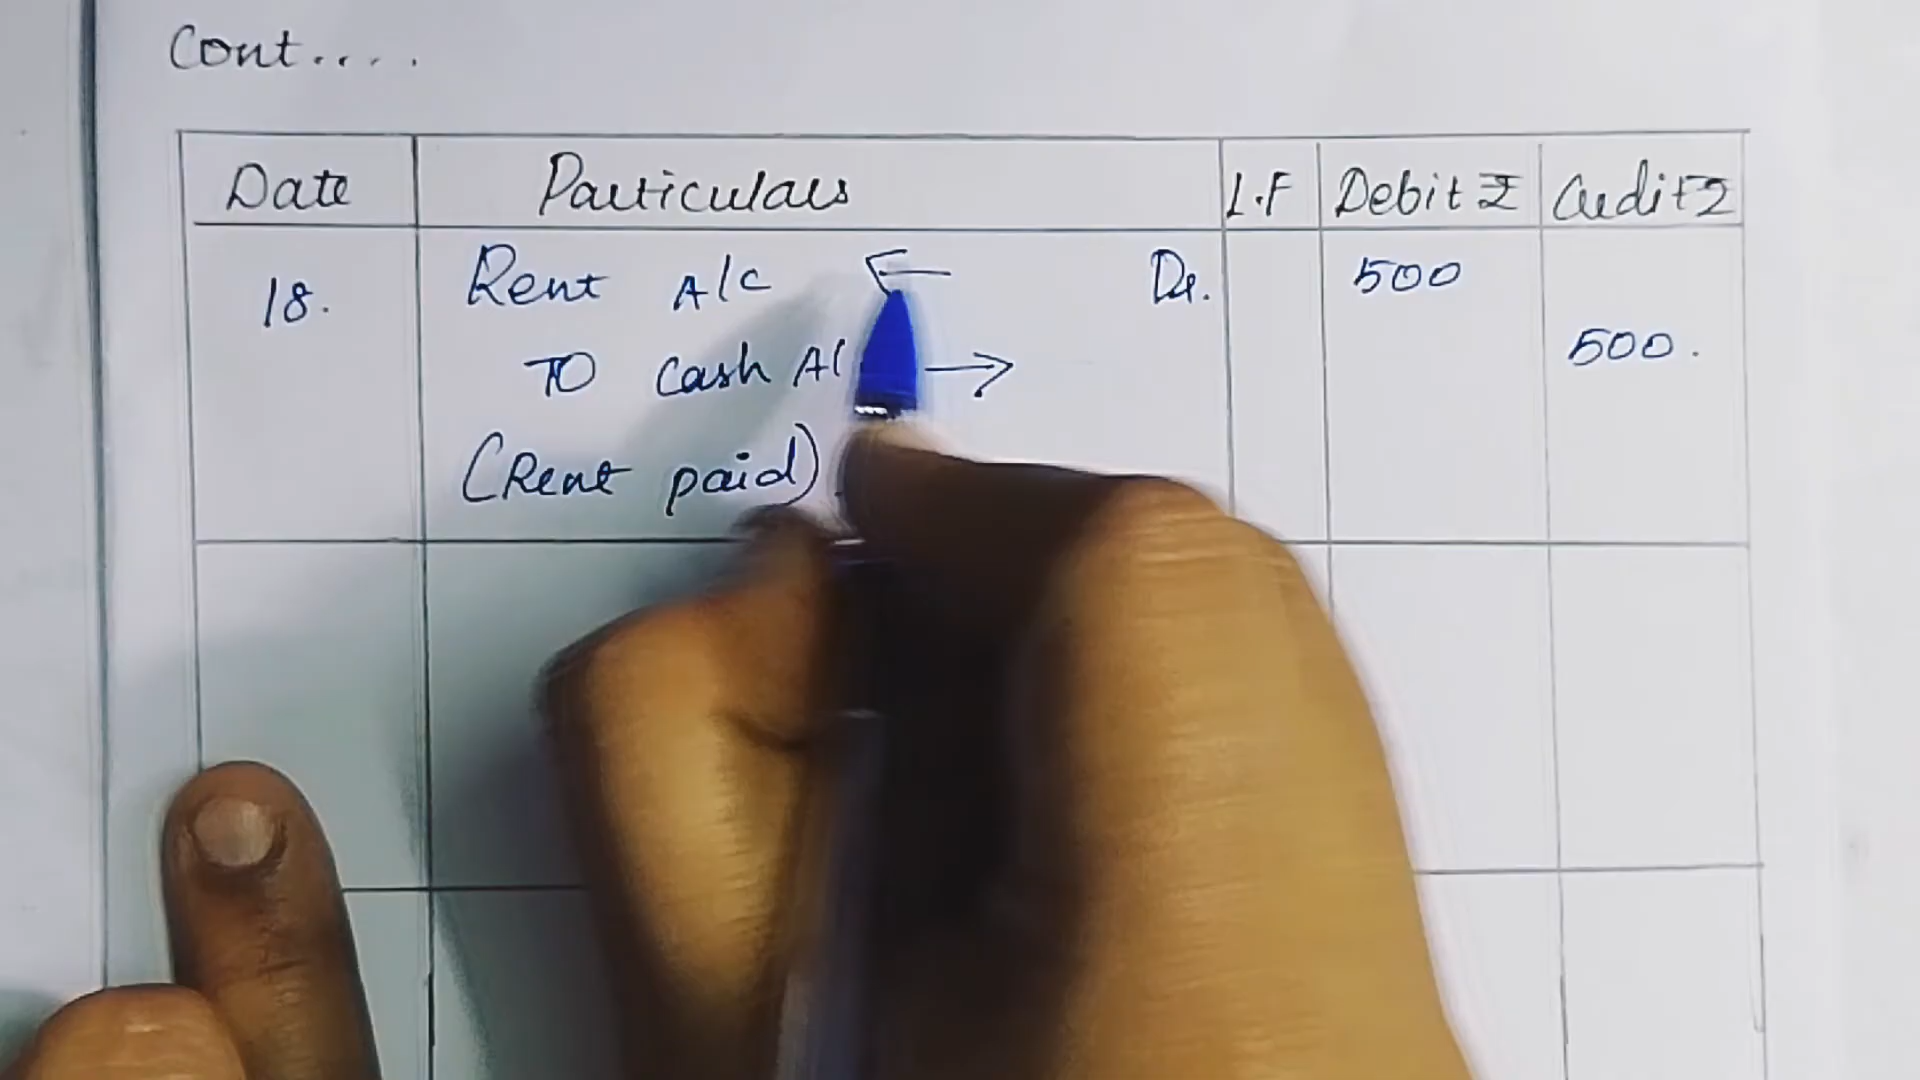 Cont....
Date Particulars L.F Debit ₹ Credit ₹
18. Rent A/c Dr. 500
TO Cash A/ 500.
(Rent paid)